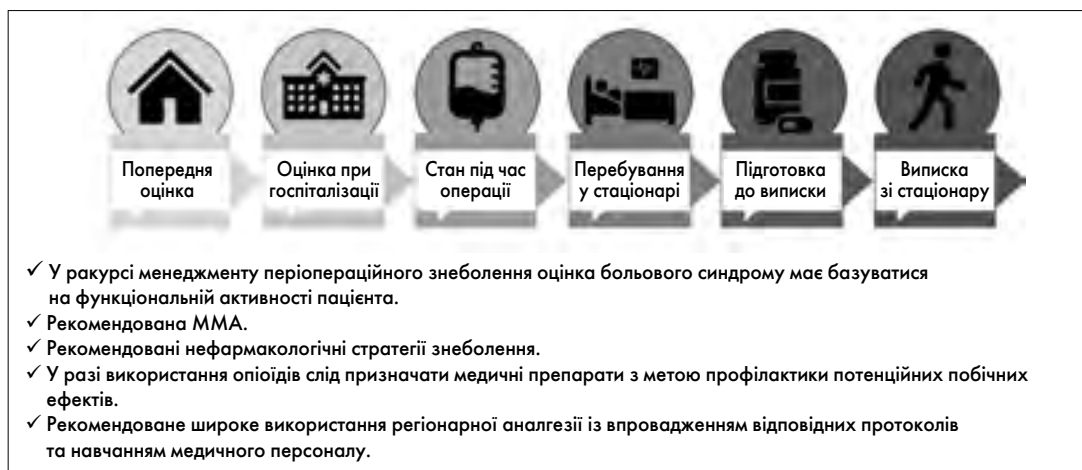 Попередня
оцінка
Оцінка при
госпіталізації
Стан під час
операції
Перебування
у стаціонарі
Підготовка
до виписки
Виписка
зі стаціонару
✓ У ракурсі менеджменту періопераційного знеболення оцінка больового синдрому має базуватися
на функціональній активності пацієнта.
✓ Рекомендована ММА.
✓ Рекомендовані нефармакологічні стратегії знеболення.
✓ У разі використання опіоїдів слід призначати медичні препарати з метою профілактики потенційних побічних
ефектів.
✓ Рекомендоване широке використання регіонарної аналгезії із впровадженням відповідних протоколів
та навчанням медичного персоналу.